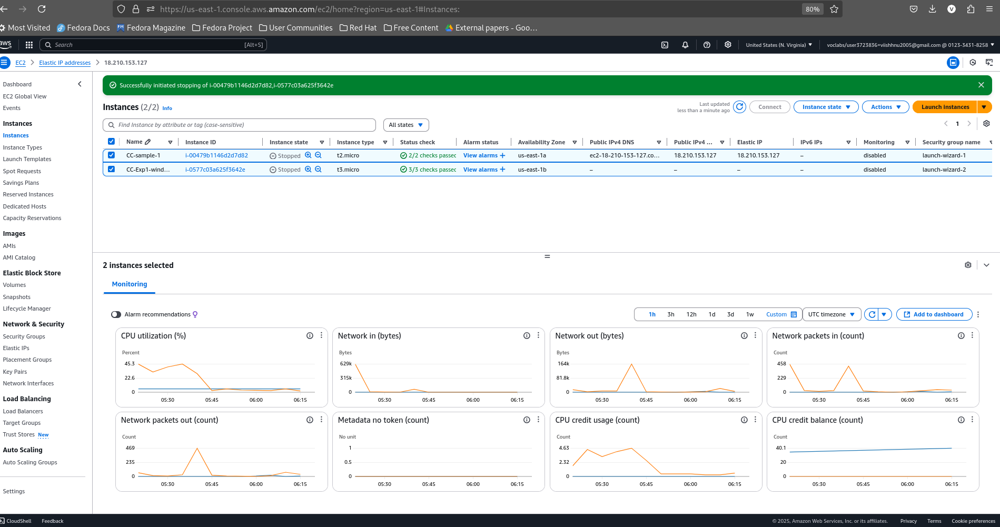 https://us-east-1.console.aws.amazon.com/ec2/home?region=us-east-1#Instances:
80%
V
Most Visited
Fedora Docs
FM Fedora Magazine
Fedora Project
User Communities
Red Hat
Free Content
External papers - Goo…
aws
Search
[Alt+S]
United States (N. Virginia)
voclabs/user3723836=viishhnu2005@gmail.com @ 0123-3431-8258
EC2
Elastic IP addresses
18.210.153.127
Dashboard
EC2 Global View
Events
Instances
Instances
Instance Types
Launch Templates
Spot Requests
Savings Plans
Reserved Instances
Dedicated Hosts
Capacity Reservations
Images
AMIs
AMI Catalog
Elastic Block Store
Volumes
Snapshots
Lifecycle Manager
Network & Security
Security Groups
Elastic IPs
Placement Groups
Key Pairs
Network Interfaces
Load Balancing
Load Balancers
Target Groups
Trust Stores New
Auto Scaling
Auto Scaling Groups
Settings
Successfully initiated stopping of i-00479b1146d2d7d82,i-0577c03a625f3642e
Instances (2/2) Info
Last updated
less than a minute ago
Connect
Instance state
Actions
Launch instances
Find Instance by attribute or tag (case-sensitive)
All states
1
Name Instance ID Instance state Instance type Status check Alarm status Availability Zone Public IPv4 DNS Public IPv4 ... Elastic IP IPv6 IPs Monitoring Security group name
CC-sample-1 i-00479b1146d2d7d82 Stopped t2.micro 2/2 checks passec View alarms + us-east-1a ec2-18-210-153-127.co... 18.210.153.127 18.210.153.127 – disabled launch-wizard-1
CC-Exp1-wind... i-0577c03a625f3642e Stopped t3.micro 3/3 checks passec View alarms + us-east-1b – – – – disabled launch-wizard-2
2 instances selected
Monitoring
Alarm recommendations
1h 3h 12h 1d 3d 1w Custom
UTC timezone
Add to dashboard
CPU utilization (%)
Percent
45.3
22.6
0
05:30 05:45 06:00 06:15
Network in (bytes)
Bytes
629k
315k
0
05:30 05:45 06:00 06:15
Network out (bytes)
Bytes
164k
81.8k
0
05:30 05:45 06:00 06:15
Network packets in (count)
Count
458
229
0
05:30 05:45 06:00 06:15
Network packets out (count)
Count
469
235
0
05:30 05:45 06:00 06:15
Metadata no token (count)
No unit
1
0.5
0
05:30 05:45 06:00 06:15
CPU credit usage (count)
Count
4.63
2.32
0
05:30 05:45 06:00 06:15
CPU credit balance (count)
Count
40.1
20
0
05:30 05:45 06:00 06:15
CloudShell
Feedback
© 2025, Amazon Web Services, Inc. or its affiliates.
Privacy
Terms
Cookie preferences